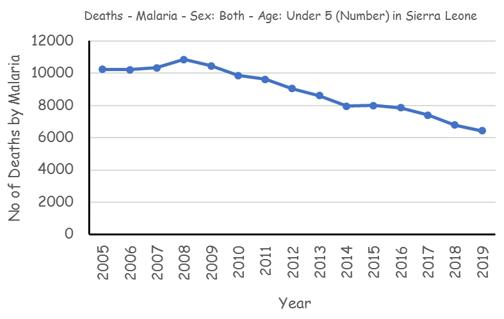 Deaths - Malaria - Sex: Both - Age: Under 5 (Number) in Sierra Leone
No of Deaths by Malaria
12000
10000
8000
6000
4000
2000
0
2005 2006 2007 2008 2009 2010 2011 2012 2013 2014 2015 2016 2017 2018 2019
Year